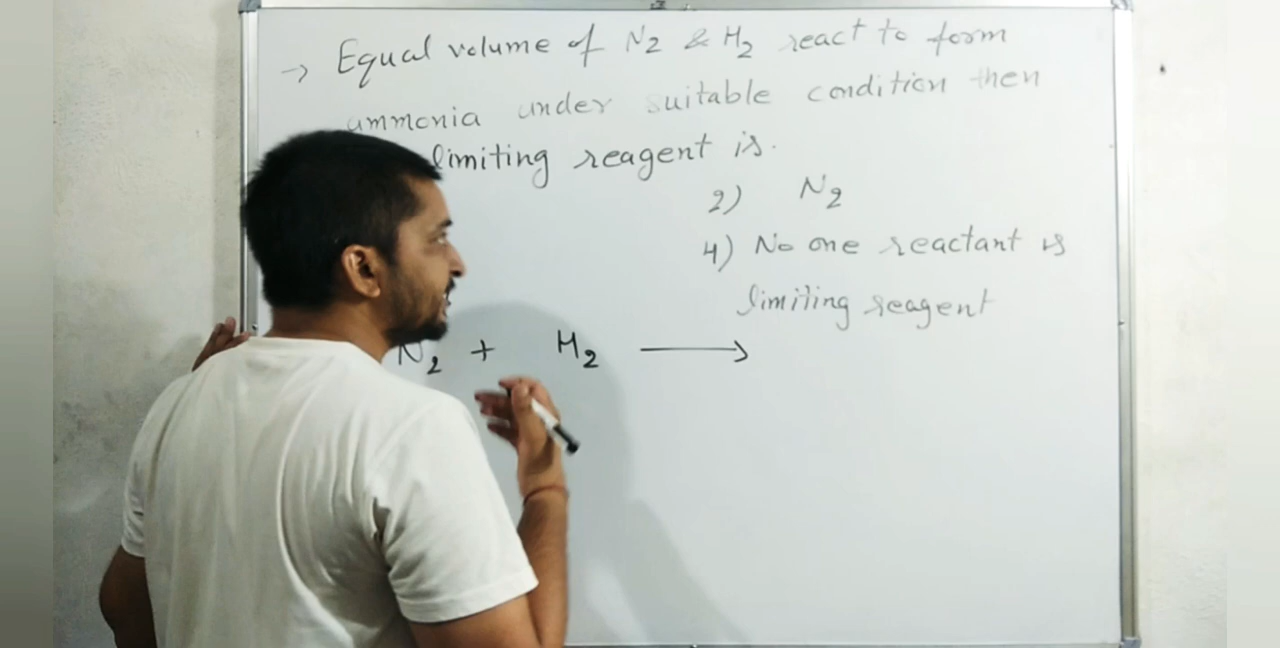 → Equal volume of N2 & H2 react to form
ammonia under suitable condition then
limiting reagent is.
2) N2
4) No one reactant is
limiting reagent
N2 + H2 ⟶